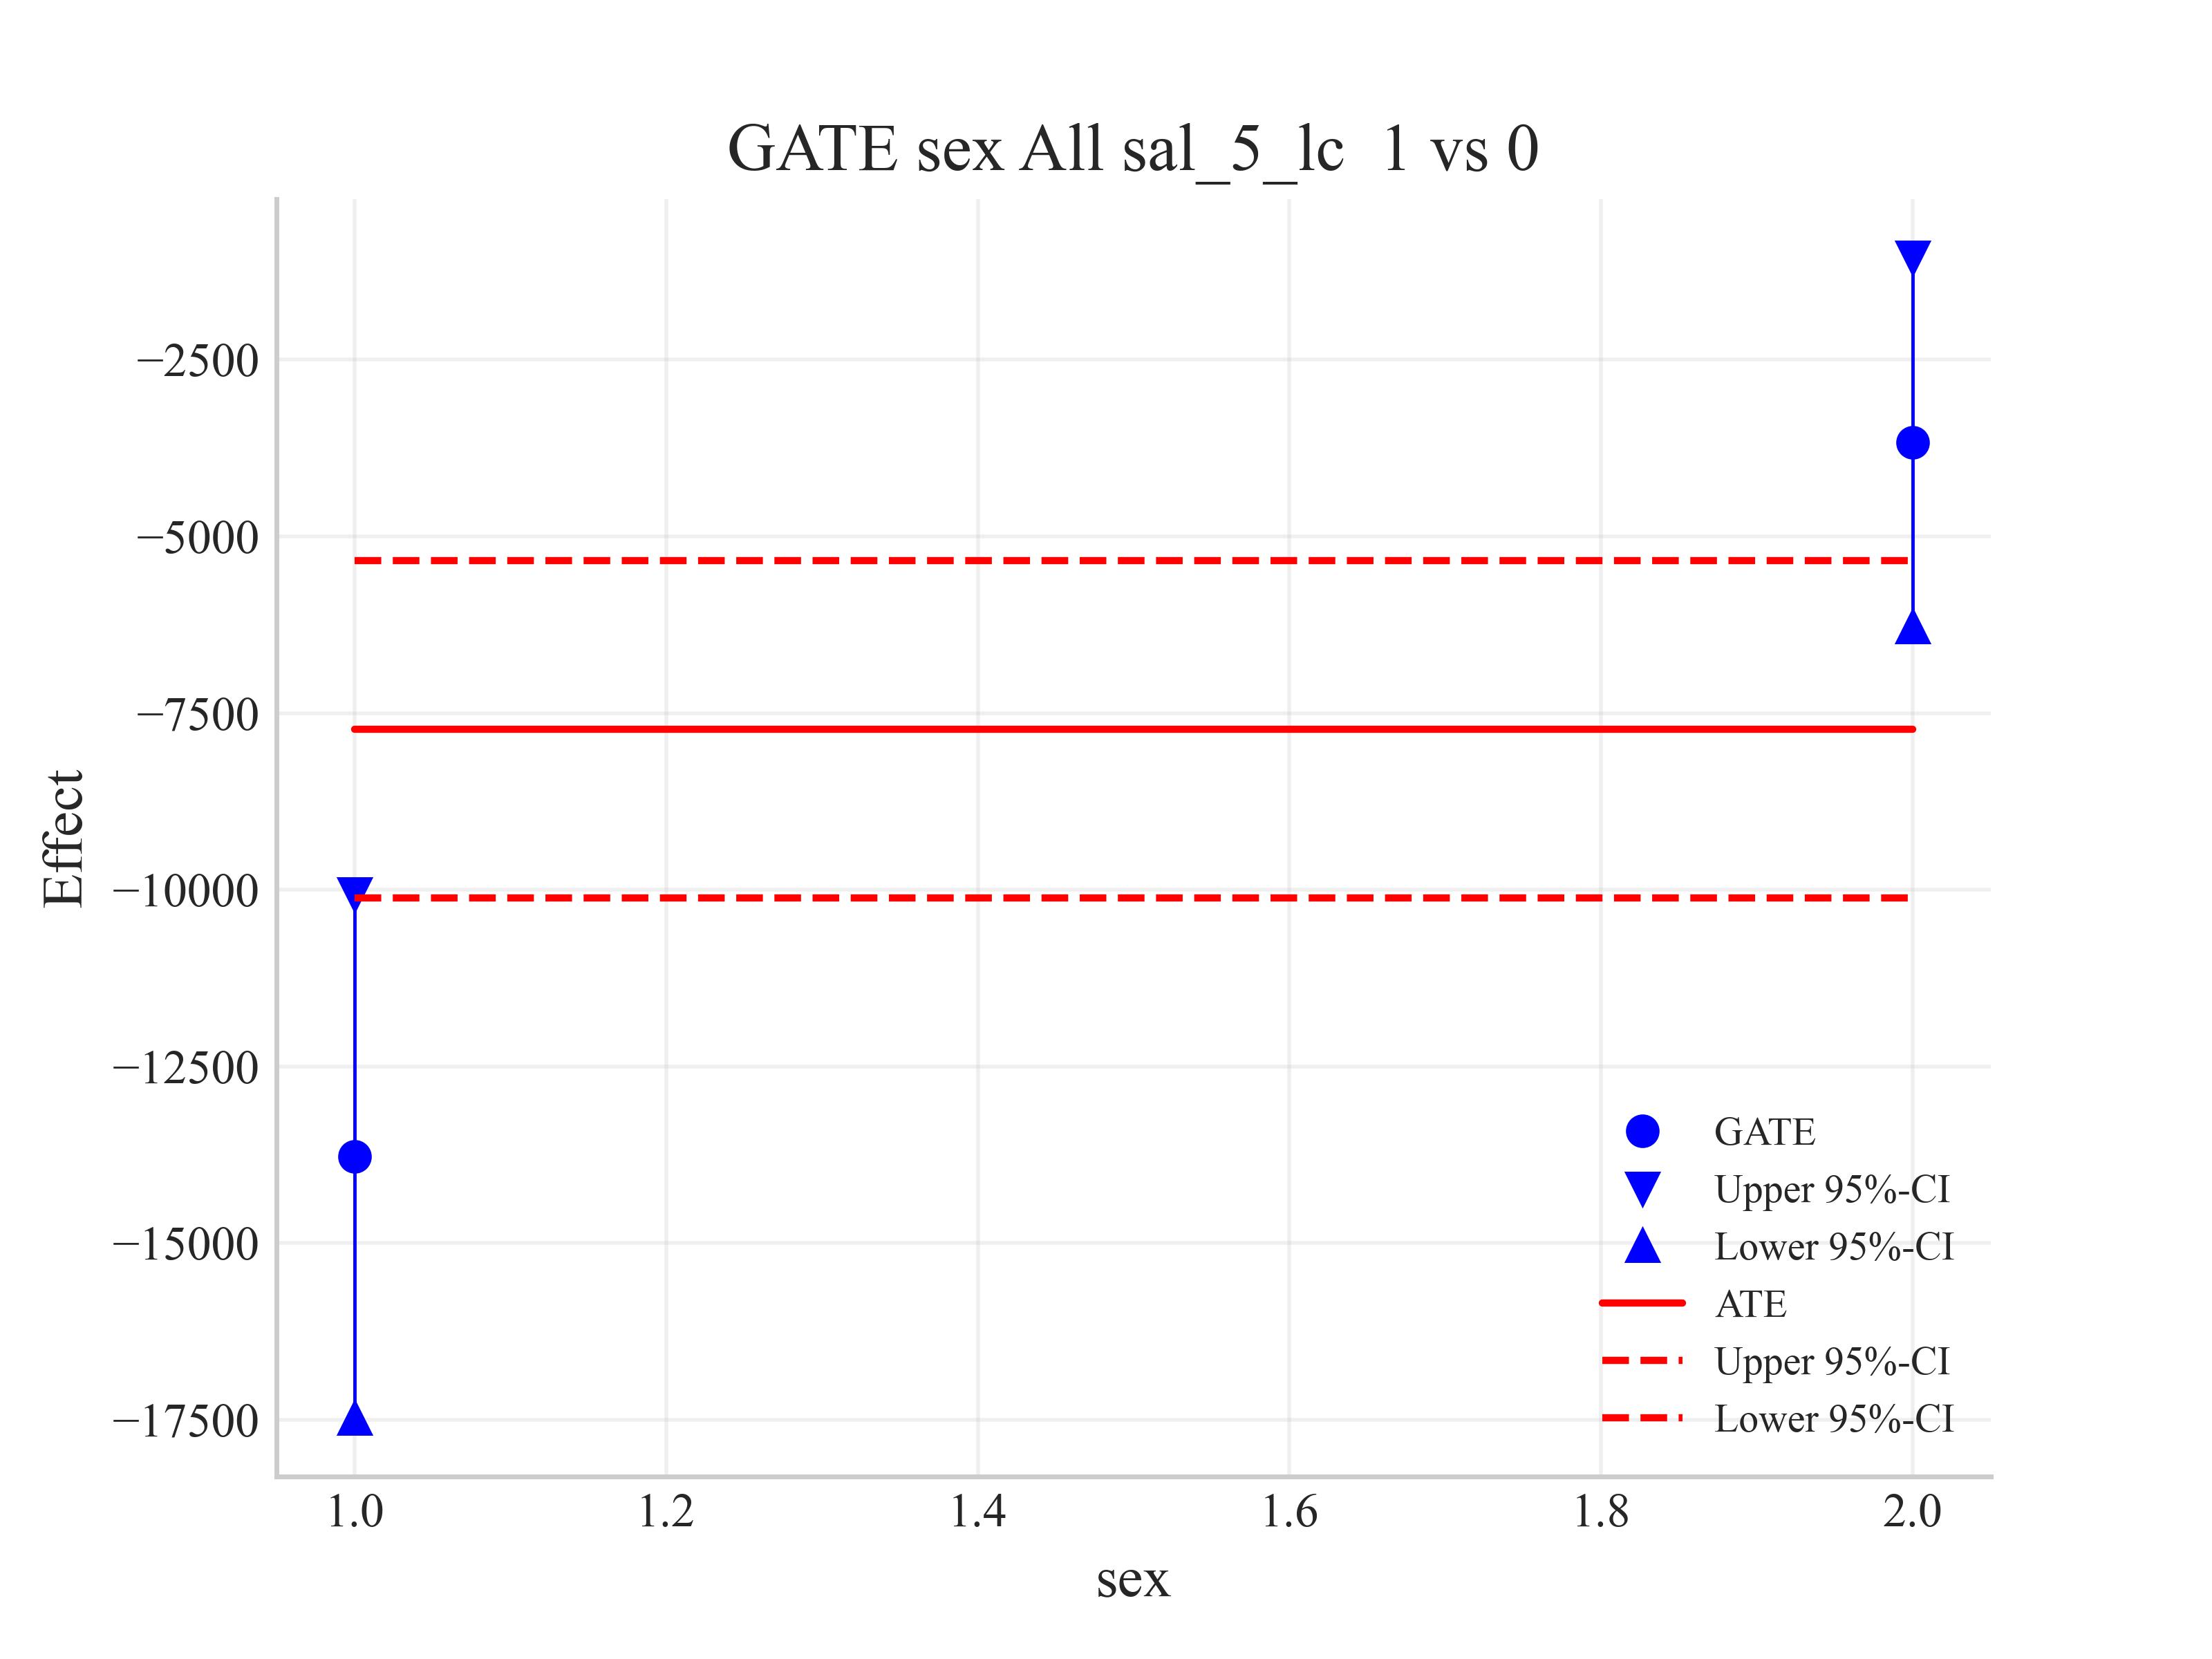 GATE sex All sal_5_lc  1 vs 0
Effect
−2500
−5000
−7500
−10000
−12500
−15000
−17500
GATE
Upper 95%-CI
Lower 95%-CI
ATE
Upper 95%-CI
Lower 95%-CI
1.0 1.2 1.4 1.6 1.8 2.0
sex